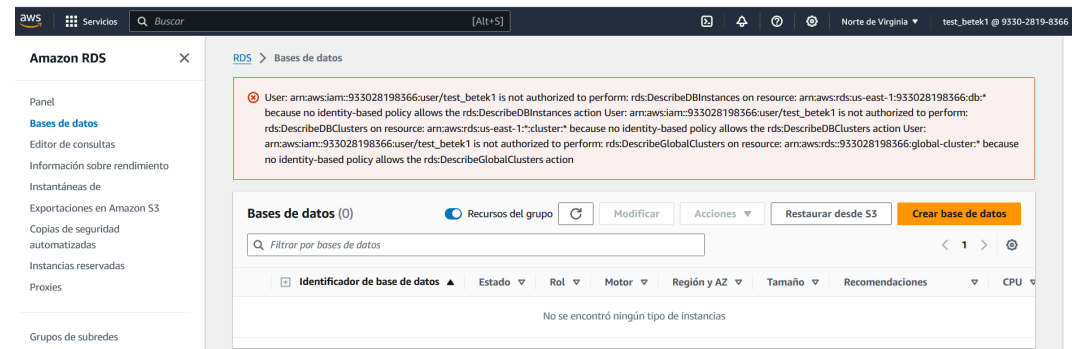 aws
Servicios
Buscar
[Alt+S]
Norte de Virginia ▼
test_betek1 @ 9330-2819-8366
Amazon RDS
Panel
Bases de datos
Editor de consultas
Información sobre rendimiento
Instantáneas de
Exportaciones en Amazon S3
Copias de seguridad
automatizadas
Instancias reservadas
Proxies
Grupos de subredes
RDS > Bases de datos
User: arn:aws:iam::933028198366:user/test_betek1 is not authorized to perform: rds:DescribeDBInstances on resource: arn:aws:rds:us-east-1:933028198366:db:*
because no identity-based policy allows the rds:DescribeDBInstances action User: arn:aws:iam::933028198366:user/test_betek1 is not authorized to perform:
rds:DescribeDBClusters on resource: arn:aws:rds:us-east-1:*:cluster:* because no identity-based policy allows the rds:DescribeDBClusters action User:
arn:aws:iam::933028198366:user/test_betek1 is not authorized to perform: rds:DescribeGlobalClusters on resource: arn:aws:rds::933028198366:global-cluster:* because
no identity-based policy allows the rds:DescribeGlobalClusters action
Bases de datos (0)
Recursos del grupo
Modificar
Acciones ▼
Restaurar desde S3
Crear base de datos
Filtrar por bases de datos
< 1 >
Identificador de base de datos ▲
Estado
Rol
Motor
Región y AZ
Tamaño
Recomendaciones
CPU
No se encontró ningún tipo de instancias